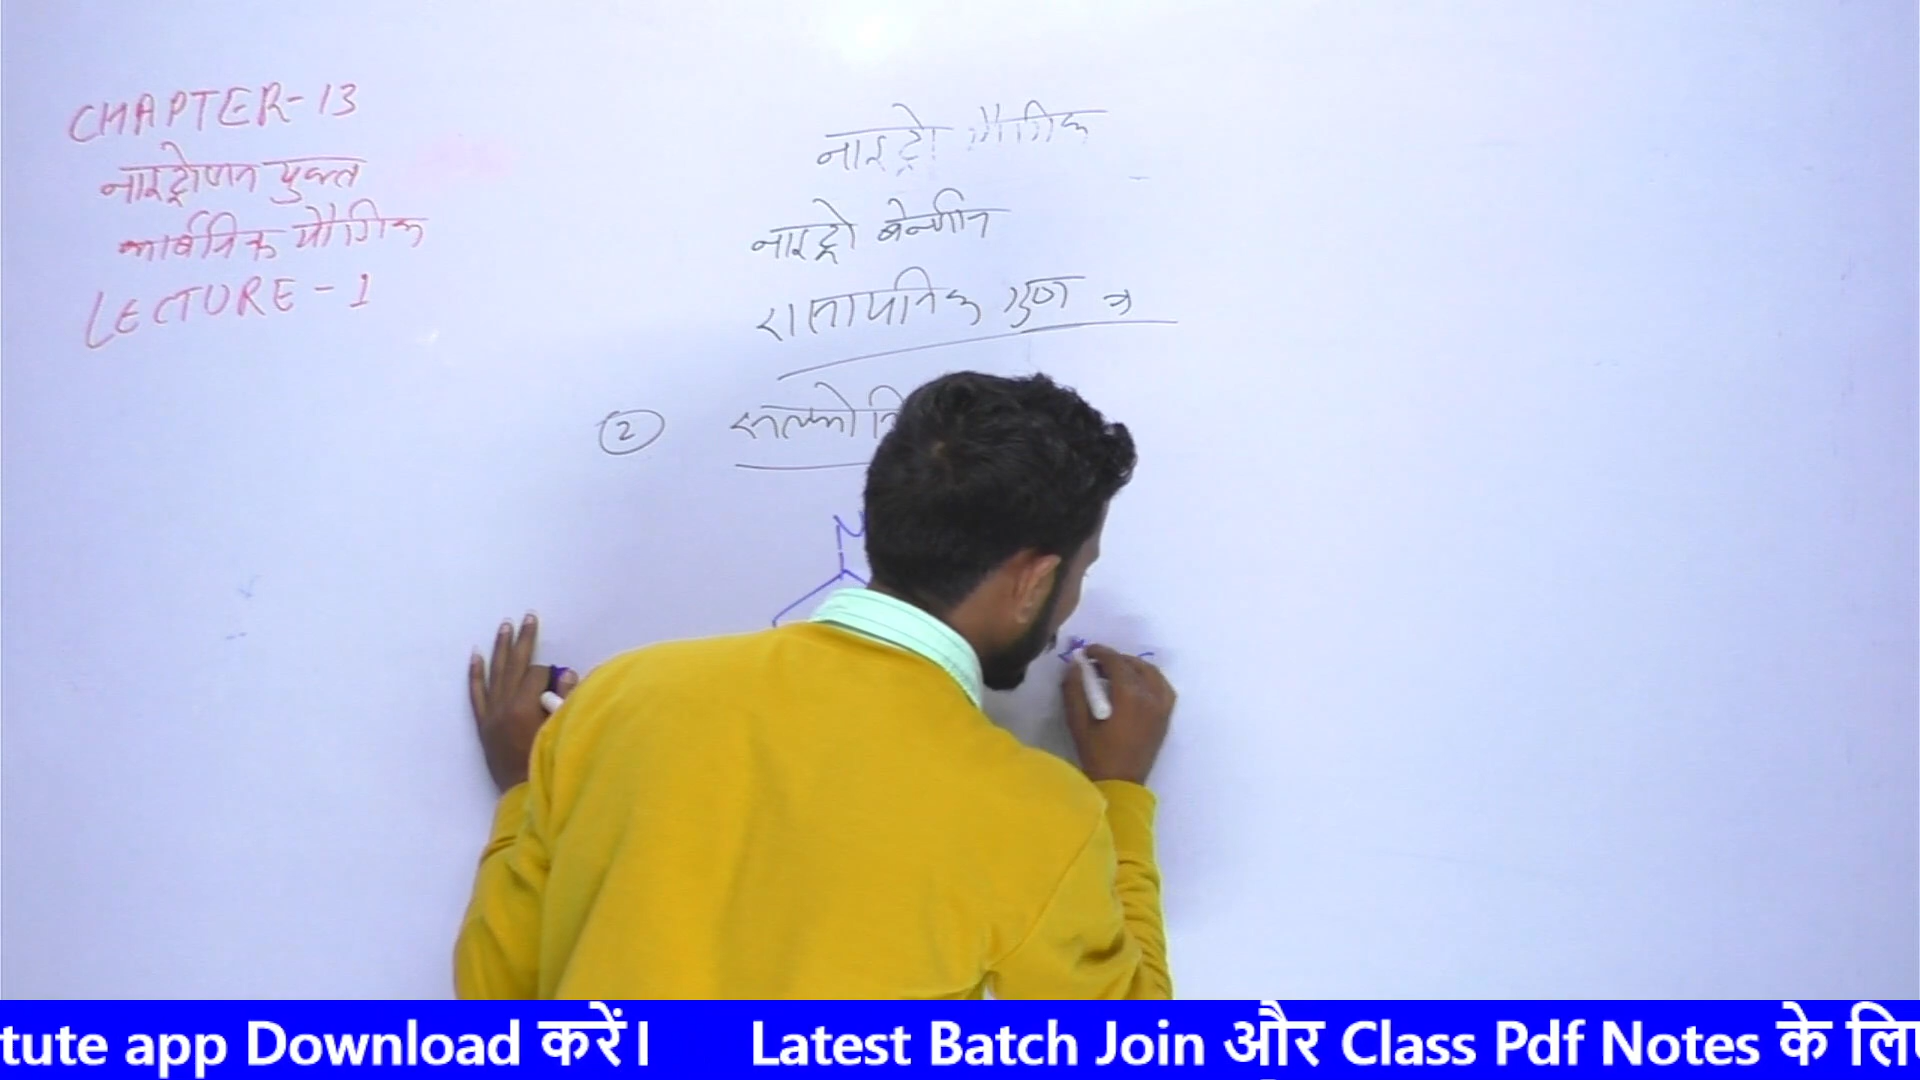 CHAPTER-13
नाइट्रोजन युक्त
कार्बनिक यौगिक
LECTURE-1
नाइट्रो यौगिक
नाइट्रो बेन्जीन
रासायनिक गुण →
②
N
tute app Download करें। Latest Batch Join और Class Pdf Notes के लिए